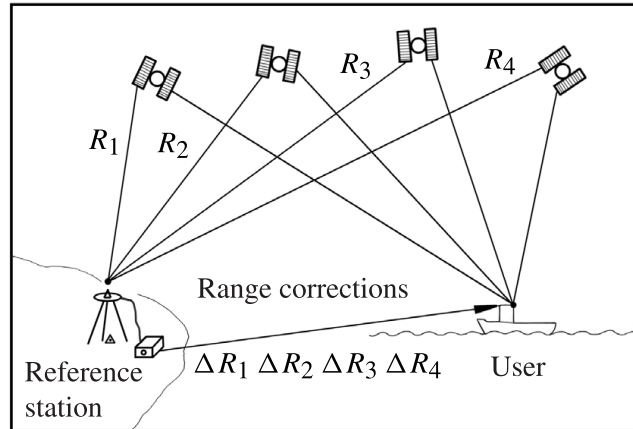 R₁
R₂
R₃
R₄
Range corrections
ΔR₁ ΔR₂ ΔR₃ ΔR₄
Reference
station
User